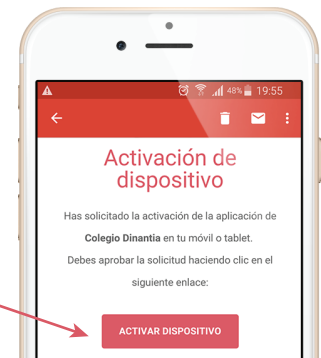 48% 19:55
Activación de
dispositivo
Has solicitado la activación de la aplicación de
Colegio Dinantia en tu móvil o tablet.
Debes aprobar la solicitud haciendo clic en el
siguiente enlace:
ACTIVAR DISPOSITIVO